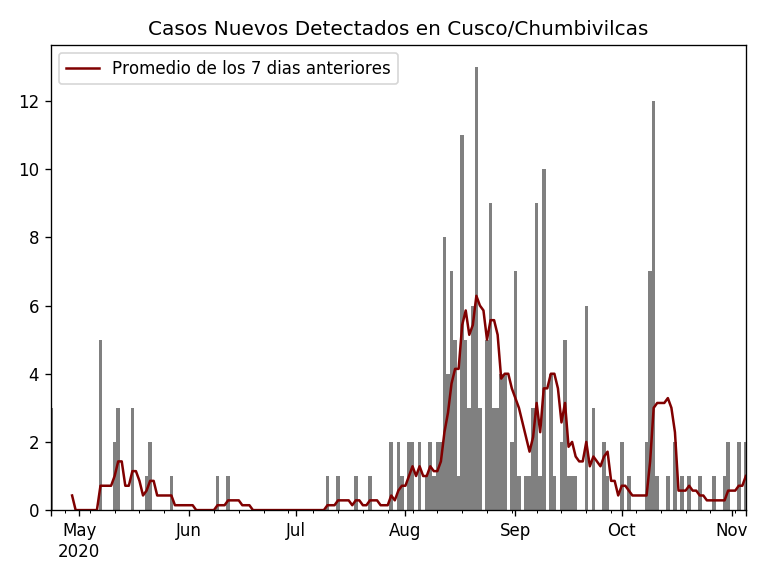 Casos Nuevos Detectados en Cusco/Chumbivilcas
Promedio de los 7 dias anteriores
12
10
8
6
4
2
0
May Jun Jul Aug Sep Oct Nov
2020